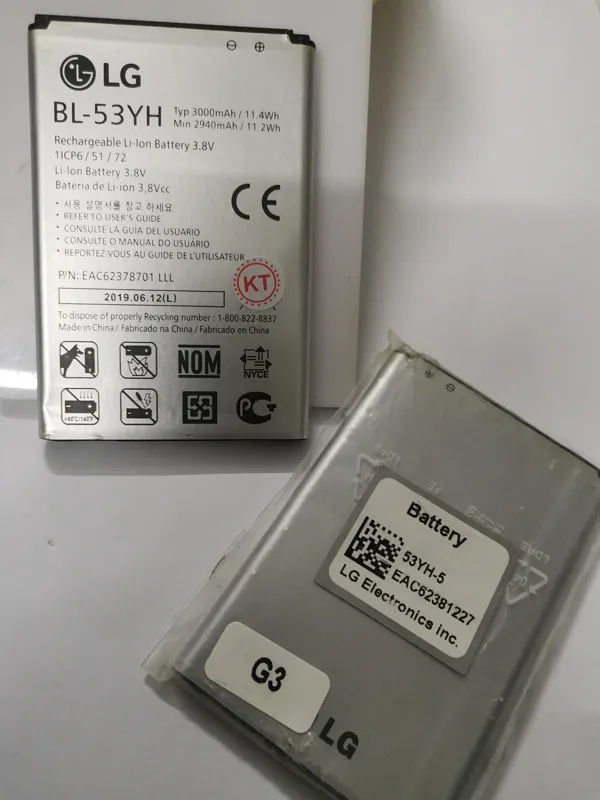 LG
BL-53YH
Typ 3000mAh / 11.4Wh
Min 2940mAh / 11.2Wh
Rechargeable Li-Ion Battery 3.8V
1ICP6 / 51 / 72
Li-Ion Battery 3.8V
Bateria de Li-ion 3,8Vcc
CE
• 사용 설명서를 참고 하세요
• REFER TO USER'S GUIDE
• CONSULTE LA GUIA DEL USUARIO
• CONSULTE O MANUAL DO USUÁRIO
• REPORTEZ-VOUS AU GUIDE DE L'UTILISATEUR
KT
P/N: EAC62378701 LLL
2019.06.12(L)
To dispose of properly Recycling number : 1-800-822-8837
Made in China / Fabricado na China / Fabricado en China
NOM
NYCE
>60°C/140°F
Battery
53YH-5
EAC62381227
LG Electronics inc.
G3
LG